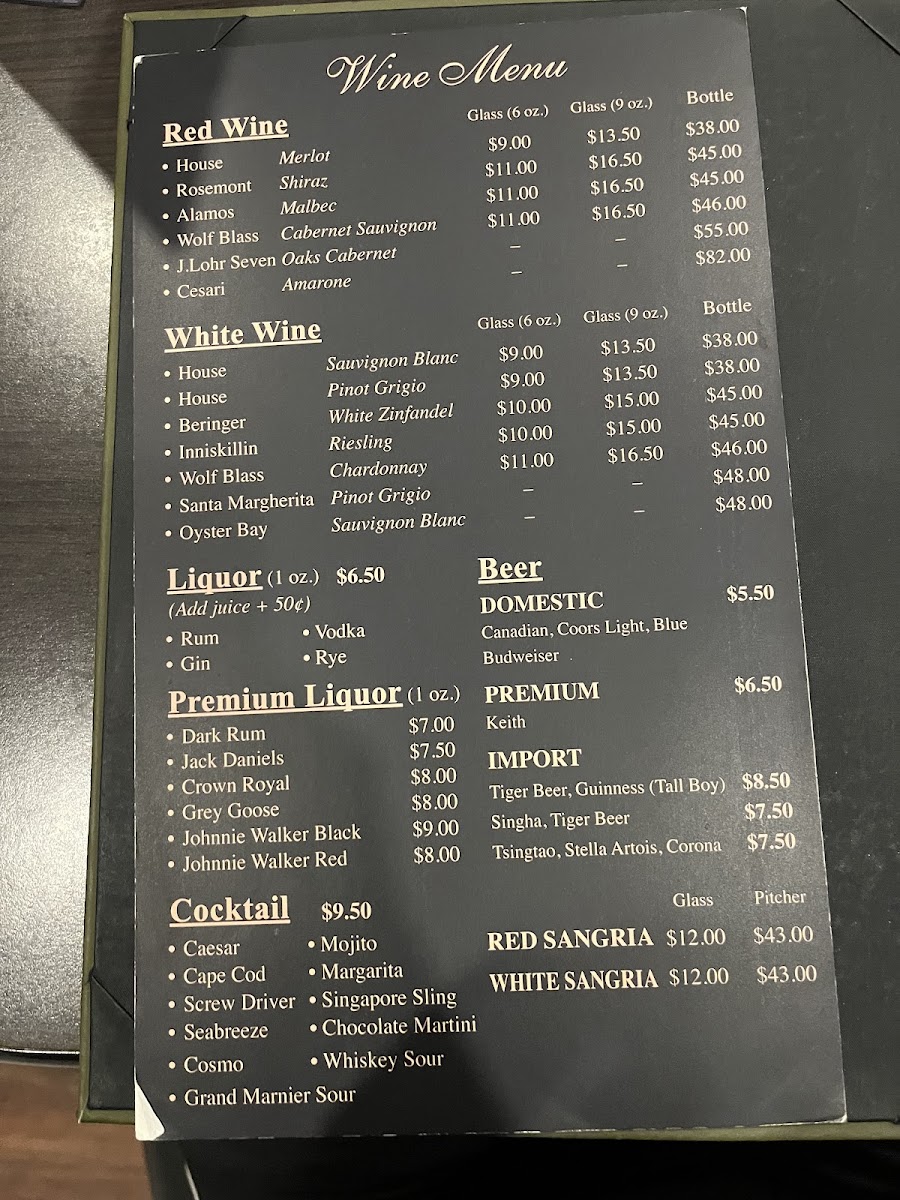 Wine Menu
Red Wine Glass (6 oz.) Glass (9 oz.) Bottle
• House Merlot $9.00 $13.50 $38.00
• Rosemont Shiraz $11.00 $16.50 $45.00
• Alamos Malbec $11.00 $16.50 $45.00
• Wolf Blass Cabernet Sauvignon $11.00 $16.50 $46.00
• J.Lohr Seven Oaks Cabernet – – $55.00
• Cesari Amarone – – $82.00
White Wine Glass (6 oz.) Glass (9 oz.) Bottle
• House Sauvignon Blanc $9.00 $13.50 $38.00
• House Pinot Grigio $9.00 $13.50 $38.00
• Beringer White Zinfandel $10.00 $15.00 $45.00
• Inniskillin Riesling $10.00 $15.00 $45.00
• Wolf Blass Chardonnay $11.00 $16.50 $46.00
• Santa Margherita Pinot Grigio – – $48.00
• Oyster Bay Sauvignon Blanc – – $48.00
Liquor (1 oz.) $6.50
(Add juice + 50¢)
• Rum • Vodka
• Gin • Rye
Premium Liquor (1 oz.)
• Dark Rum $7.00
• Jack Daniels $7.50
• Crown Royal $8.00
• Grey Goose $8.00
• Johnnie Walker Black $9.00
• Johnnie Walker Red $8.00
Cocktail $9.50
• Caesar • Mojito
• Cape Cod • Margarita
• Screw Driver • Singapore Sling
• Seabreeze • Chocolate Martini
• Cosmo • Whiskey Sour
• Grand Marnier Sour
Beer
DOMESTIC $5.50
Canadian, Coors Light, Blue
Budweiser
PREMIUM $6.50
Keith
IMPORT
Tiger Beer, Guinness (Tall Boy) $8.50
Singha, Tiger Beer $7.50
Tsingtao, Stella Artois, Corona $7.50
Glass Pitcher
RED SANGRIA $12.00 $43.00
WHITE SANGRIA $12.00 $43.00